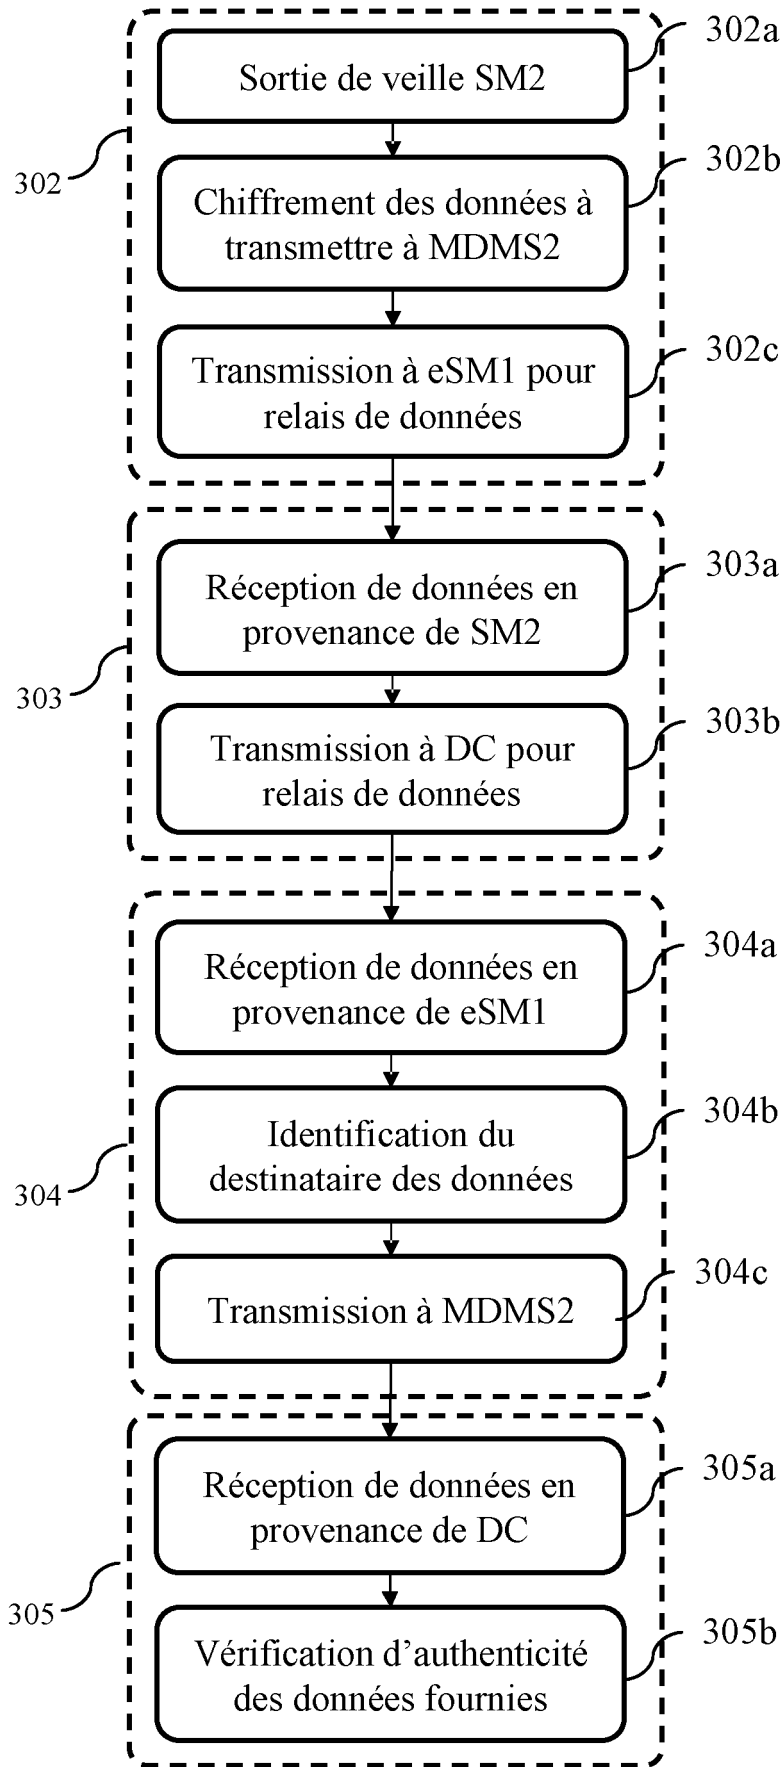 302a
Sortie de veille SM2
302b
302
Chiffrement des données à
transmettre à MDMS2
302c
Transmission à eSM1 pour
relais de données
303a
Réception de données en
provenance de SM2
303
303b
Transmission à DC pour
relais de données
304a
Réception de données en
provenance de eSM1
304b
Identification du
destinataire des données
304
304c
Transmission à MDMS2
305a
Réception de données en
provenance de DC
305
305b
Vérification d’authenticité
des données fournies